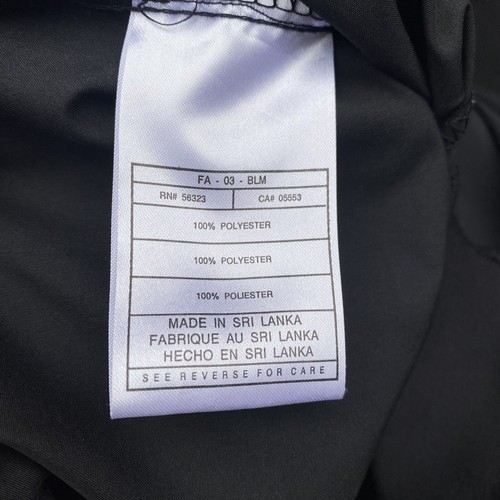 FA - 03 - BLM
RN# 56323 CA# 05553
100% POLYESTER
100% POLYESTER
100% POLIESTER
MADE IN SRI LANKA
FABRIQUE AU SRI LANKA
HECHO EN SRI LANKA
SEE REVERSE FOR CARE